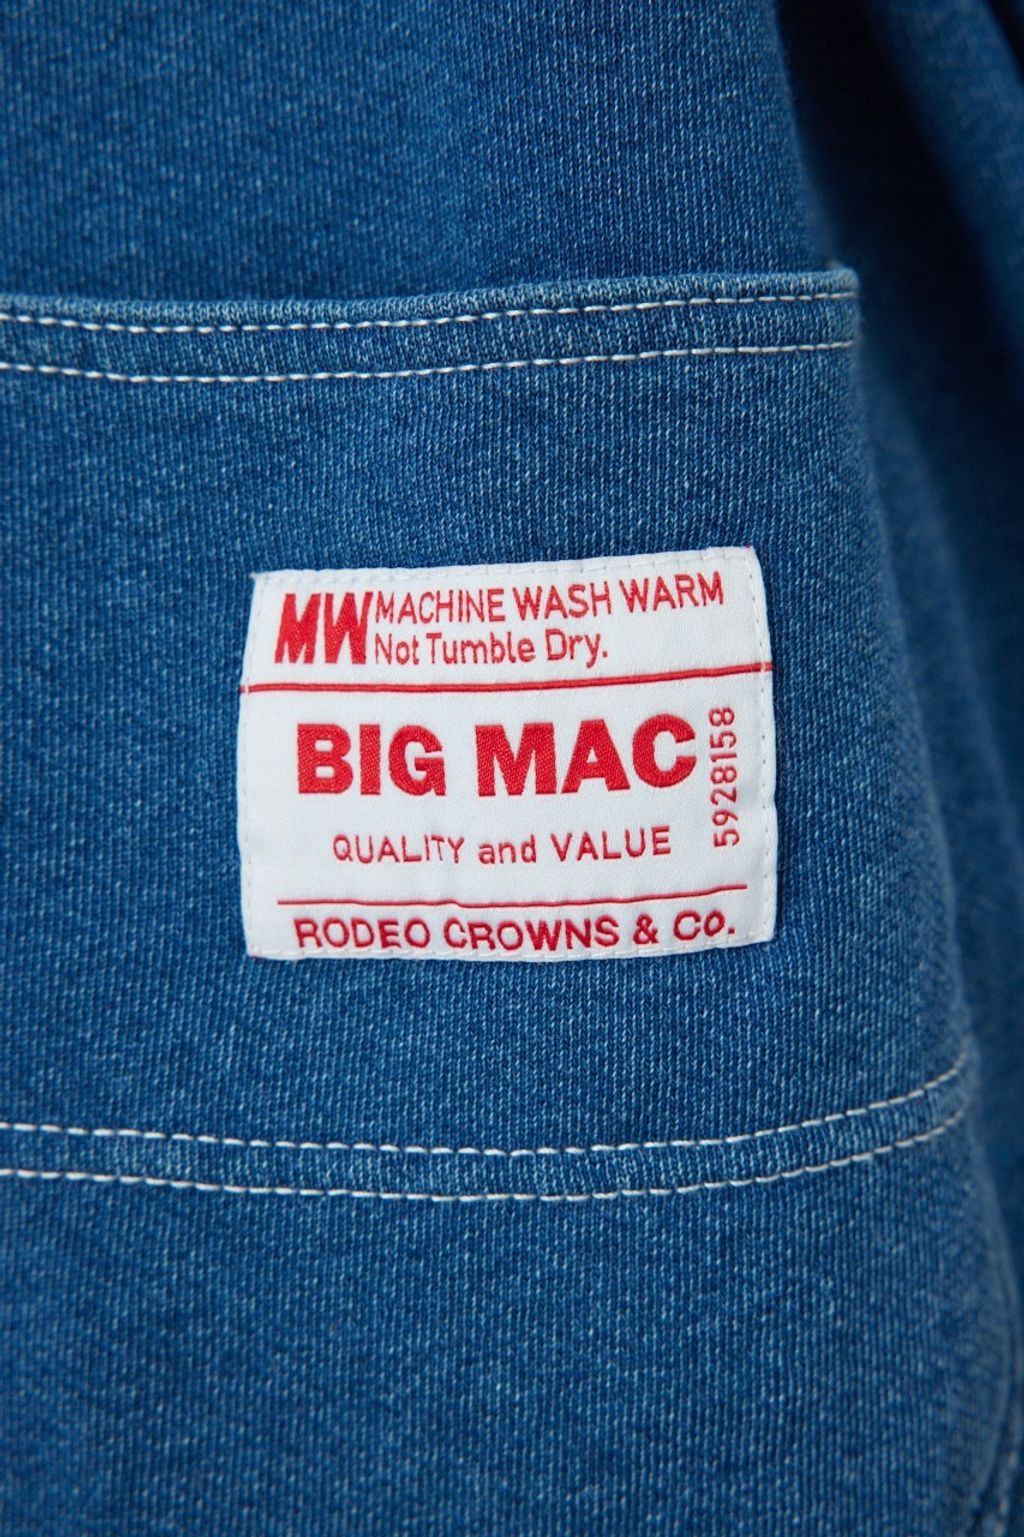 MW MACHINE WASH WARM
Not Tumble Dry.
BIG MAC
5928158
QUALITY and VALUE
RODEO CROWNS & Co.